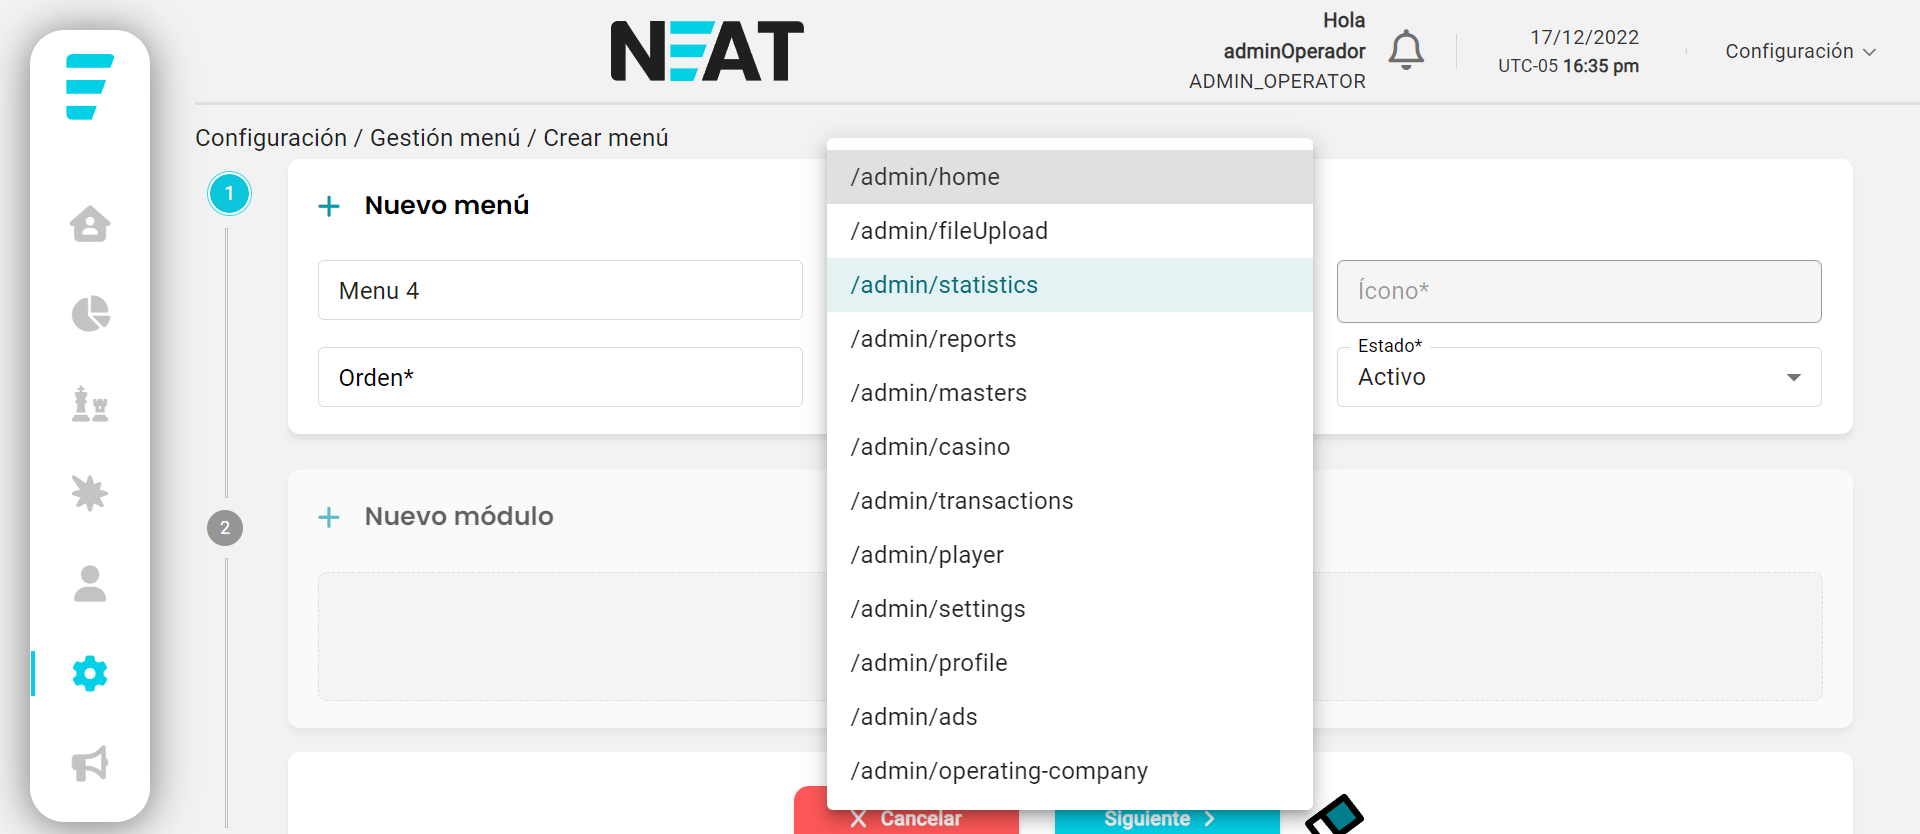 NEAT
Hola
adminOperador
ADMIN_OPERATOR
17/12/2022
UTC-05 16:35 pm
Configuración
Configuración / Gestión menú / Crear menú
1
Nuevo menú
Menu 4
Ícono*
Orden*
Estado*
Activo
/admin/home
/admin/fileUpload
/admin/statistics
/admin/reports
/admin/masters
/admin/casino
/admin/transactions
/admin/player
/admin/settings
/admin/profile
/admin/ads
/admin/operating-company
2
Nuevo módulo
Cancelar
Siguiente